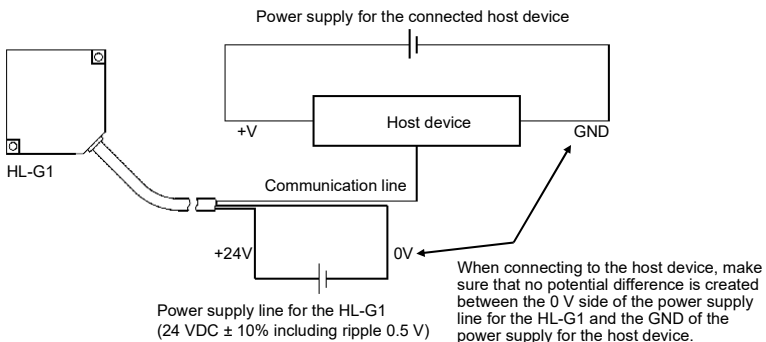 Power supply for the connected host device
+V
Host device
GND
HL-G1
Communication line
+24V
0V
When connecting to the host device, make
sure that no potential difference is created
between the 0 V side of the power supply
line for the HL-G1 and the GND of the
power supply for the host device.
Power supply line for the HL-G1
(24 VDC ± 10% including ripple 0.5 V)